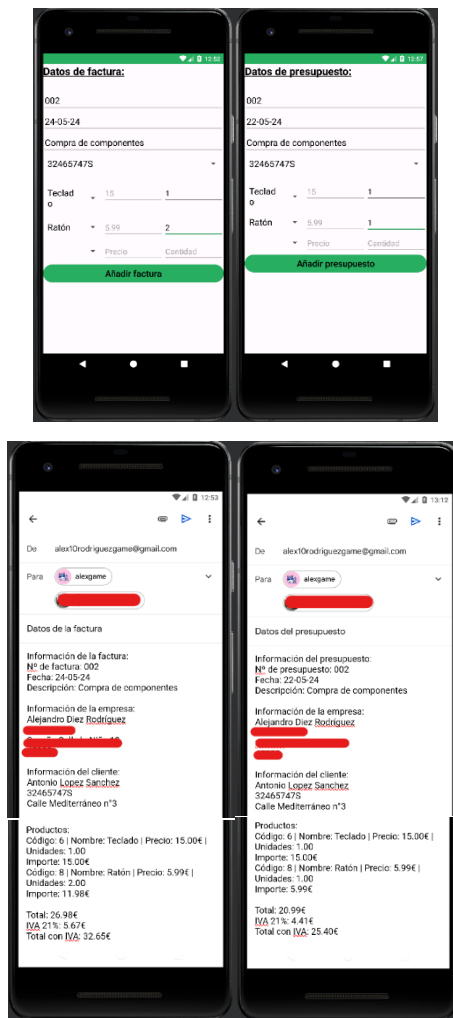 12:52
Datos de factura:
002
24-05-24
Compra de componentes
32465747S
Teclad
o
15
1
Ratón
5.99
2
Precio
Cantidad
Añadir factura
12:57
Datos de presupuesto:
002
22-05-24
Compra de componentes
32465747S
Teclad
o
15
1
Ratón
5.99
1
Precio
Cantidad
Añadir presupuesto
12:53
De alex10rodriguezgame@gmail.com
Para alexgame
Datos de la factura
Información de la factura:
Nº de factura: 002
Fecha: 24-05-24
Descripción: Compra de componentes
Información de la empresa:
Alejandro Diez Rodríguez
Información del cliente:
Antonio Lopez Sanchez
32465747S
Calle Mediterráneo n°3
Productos:
Código: 6 | Nombre: Teclado | Precio: 15.00€ |
Unidades: 1.00
Importe: 15.00€
Código: 8 | Nombre: Ratón | Precio: 5.99€ |
Unidades: 2.00
Importe: 11.98€
Total: 26.98€
IVA 21%: 5.67€
Total con IVA: 32.65€
13:12
De alex10rodriguezgame@gmail.com
Para alexgame
Datos del presupuesto
Información del presupuesto:
Nº de presupuesto: 002
Fecha: 22-05-24
Descripción: Compra de componentes
Información de la empresa:
Alejandro Diez Rodríguez
Información del cliente:
Antonio Lopez Sanchez
32465747S
Calle Mediterráneo n°3
Productos:
Código: 6 | Nombre: Teclado | Precio: 15.00€ |
Unidades: 1.00
Importe: 15.00€
Código: 8 | Nombre: Ratón | Precio: 5.99€ |
Unidades: 1.00
Importe: 5.99€
Total: 20.99€
IVA 21%: 4.41€
Total con IVA: 25.40€